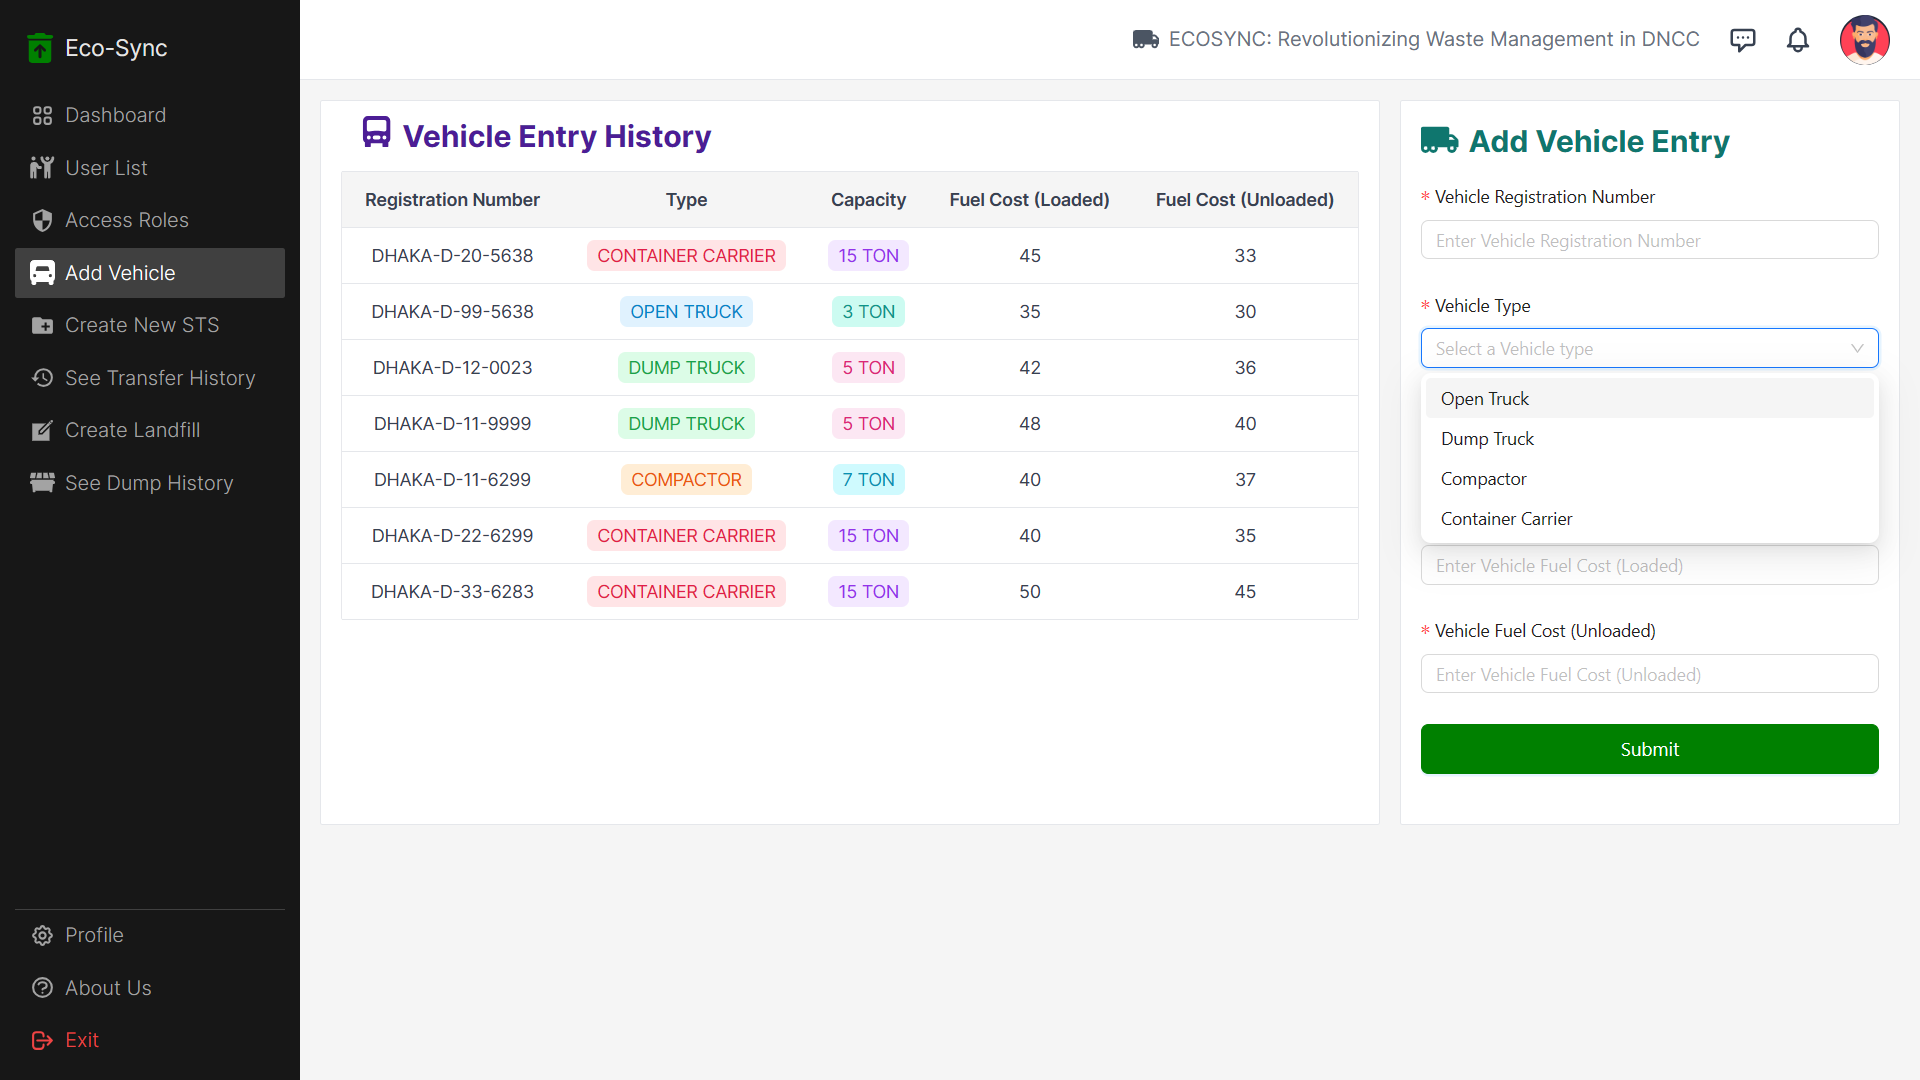 Eco-Sync
Dashboard
User List
Access Roles
Add Vehicle
Create New STS
See Transfer History
Create Landfill
See Dump History
Profile
About Us
Exit
ECOSYNC: Revolutionizing Waste Management in DNCC
Vehicle Entry History
Registration Number Type Capacity Fuel Cost (Loaded) Fuel Cost (Unloaded)
DHAKA-D-20-5638 CONTAINER CARRIER 15 TON 45 33
DHAKA-D-99-5638 OPEN TRUCK 3 TON 35 30
DHAKA-D-12-0023 DUMP TRUCK 5 TON 42 36
DHAKA-D-11-9999 DUMP TRUCK 5 TON 48 40
DHAKA-D-11-6299 COMPACTOR 7 TON 40 37
DHAKA-D-22-6299 CONTAINER CARRIER 15 TON 40 35
DHAKA-D-33-6283 CONTAINER CARRIER 15 TON 50 45
Add Vehicle Entry
* Vehicle Registration Number
Enter Vehicle Registration Number
* Vehicle Type
Select a Vehicle type
Open Truck
Dump Truck
Compactor
Container Carrier
Enter Vehicle Fuel Cost (Loaded)
* Vehicle Fuel Cost (Unloaded)
Enter Vehicle Fuel Cost (Unloaded)
Submit